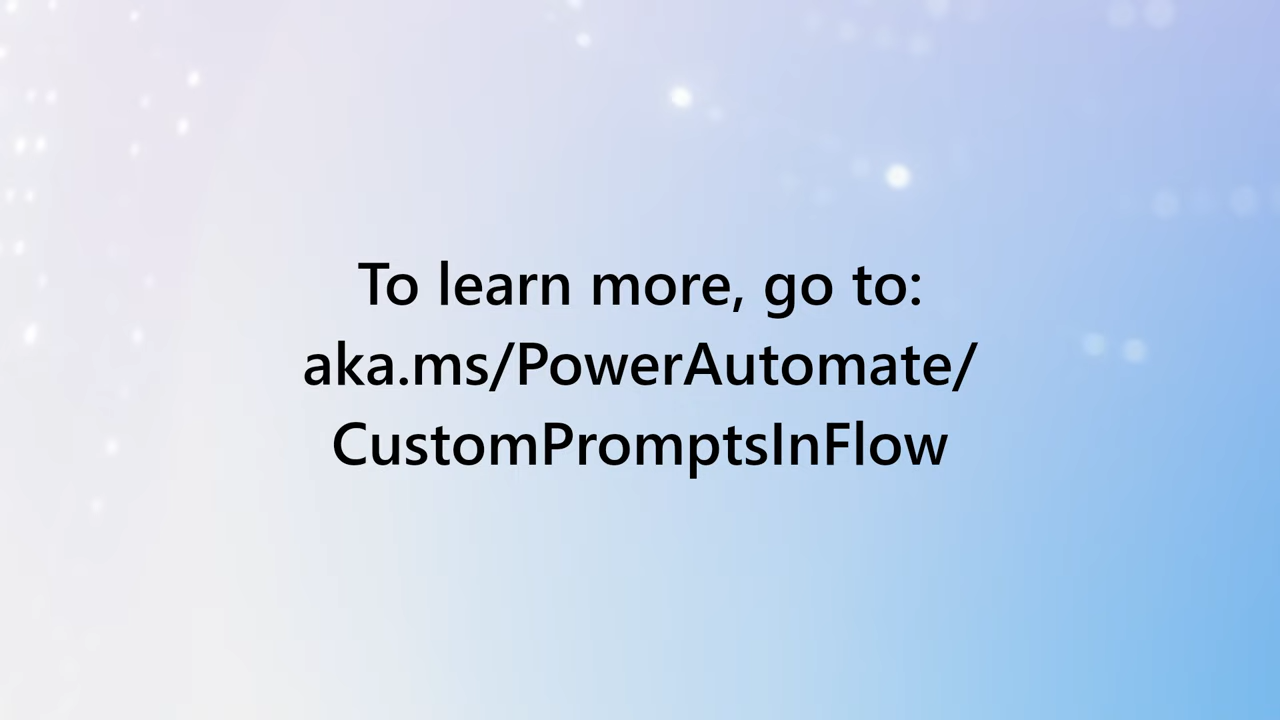 To learn more, go to:
aka.ms/PowerAutomate/
CustomPromptsInFlow